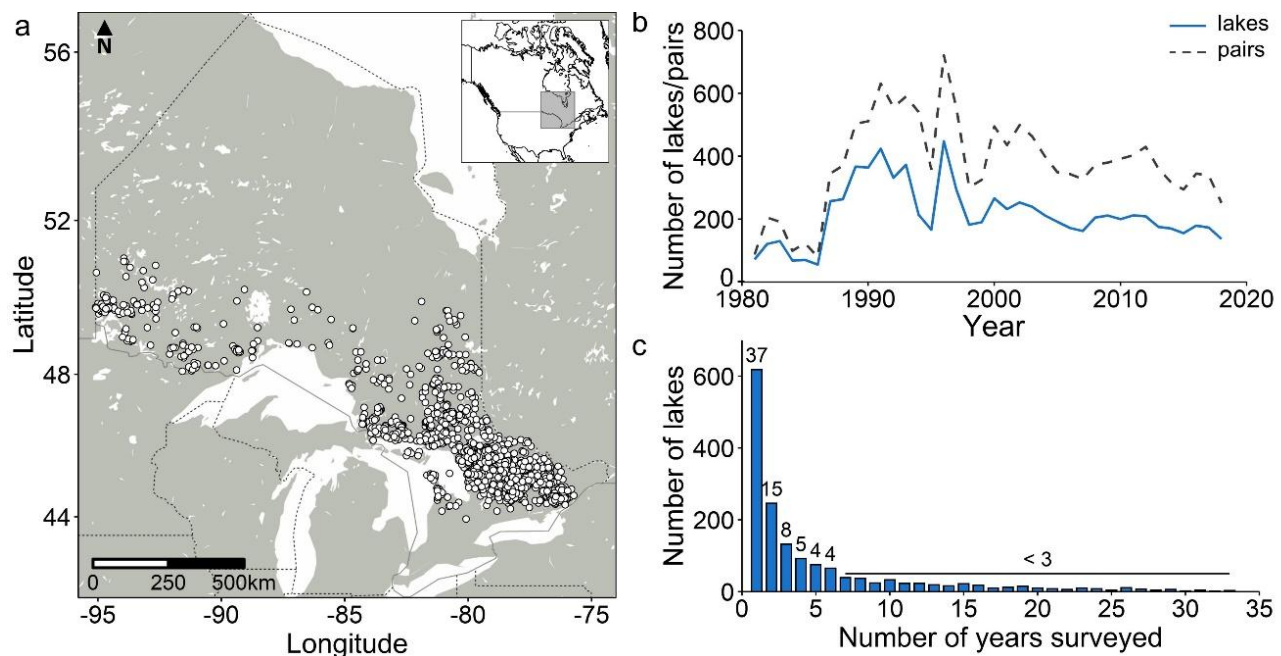 a
N
56
52
48
44
Latitude
0 250 500km
-95 -90 -85 -80 -75
Longitude
b
lakes
pairs
800
600
400
200
0
Number of lakes/pairs
1980 1990 2000 2010 2020
Year
c
37
15
8
5
4
4
< 3
600
400
200
0
Number of lakes
0 5 10 15 20 25 30 35
Number of years surveyed